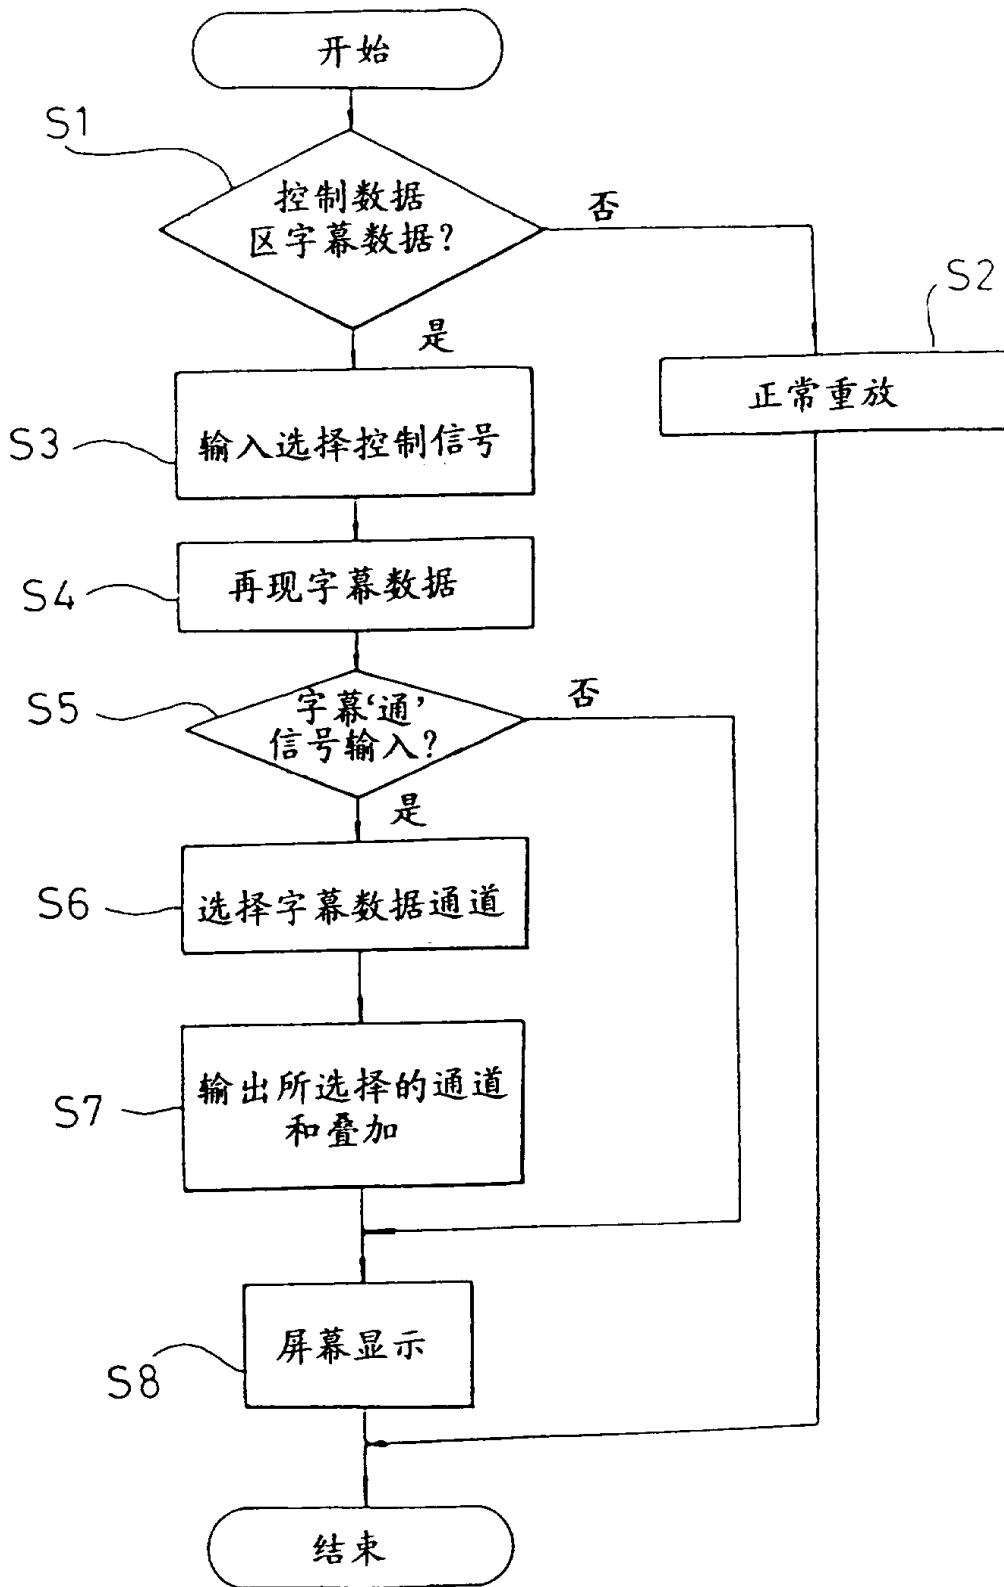 开始
S1
控制数据
区字幕数据?
否
S2
是
正常重放
S3
输入选择控制信号
S4
再现字幕数据
S5
字幕‘通’
信号输入?
否
是
S6
选择字幕数据通道
S7
输出所选择的通道
和叠加
S8
屏幕显示
结束